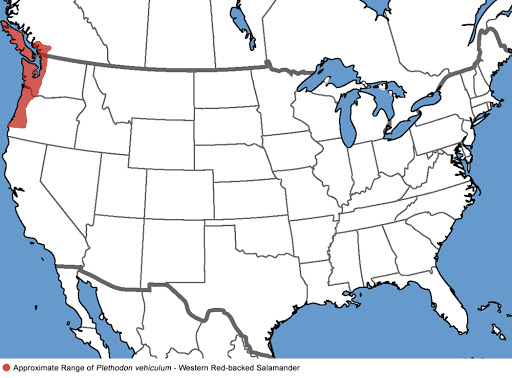 Approximate Range of Plethodon vehiculum - Western Red-backed Salamander